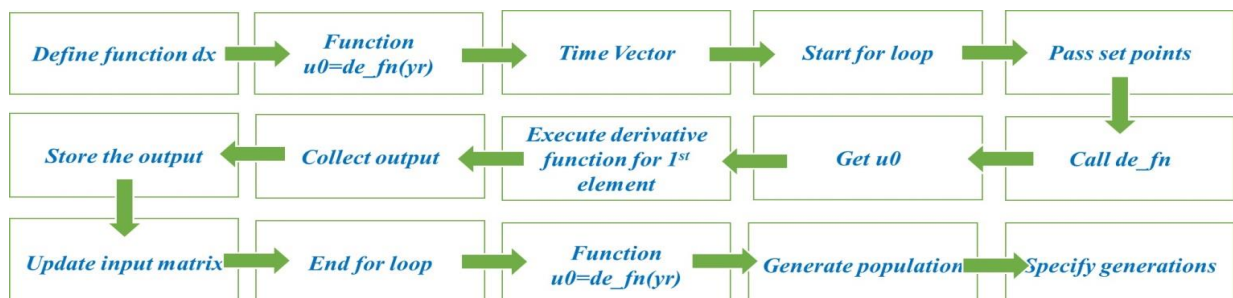 Define function dx
Function
u0=de_fn(yr)
Time Vector
Start for loop
Pass set points
Store the output
Collect output
Execute derivative
function for 1st
element
Get u0
Call de_fn
Update input matrix
End for loop
Function
u0=de_fn(yr)
Generate population
Specify generations